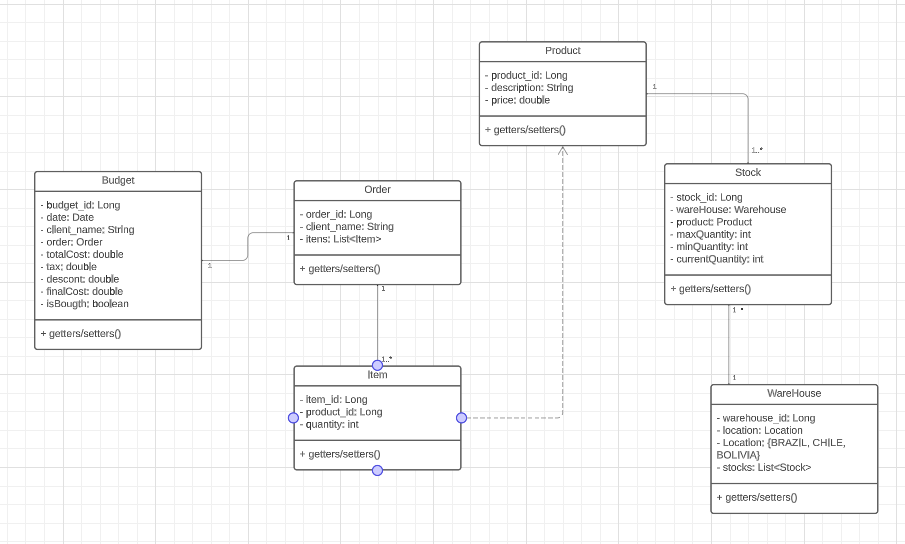 Product
- product_id: Long
- description: String
- price: double
+ getters/setters()
1
1..*
Budget
- budget_id: Long
- date: Date
- client_name: String
- order: Order
- totalCost: double
- tax: double
- descont: double
- finalCost: double
- isBougth: boolean
+ getters/setters()
1
1
Order
- order_id: Long
- client_name: String
- itens: List<Item>
+ getters/setters()
1
1..*
Item
- item_id: Long
- product_id: Long
- quantity: int
+ getters/setters()
Stock
- stock_id: Long
- wareHouse: Warehouse
- product: Product
- maxQuantity: int
- minQuantity: int
- currentQuantity: int
+ getters/setters()
1 *
1
WareHouse
- warehouse_id: Long
- location: Location
- Location: {BRAZIL, CHILE,
BOLIVIA}
- stocks: List<Stock>
+ getters/setters()